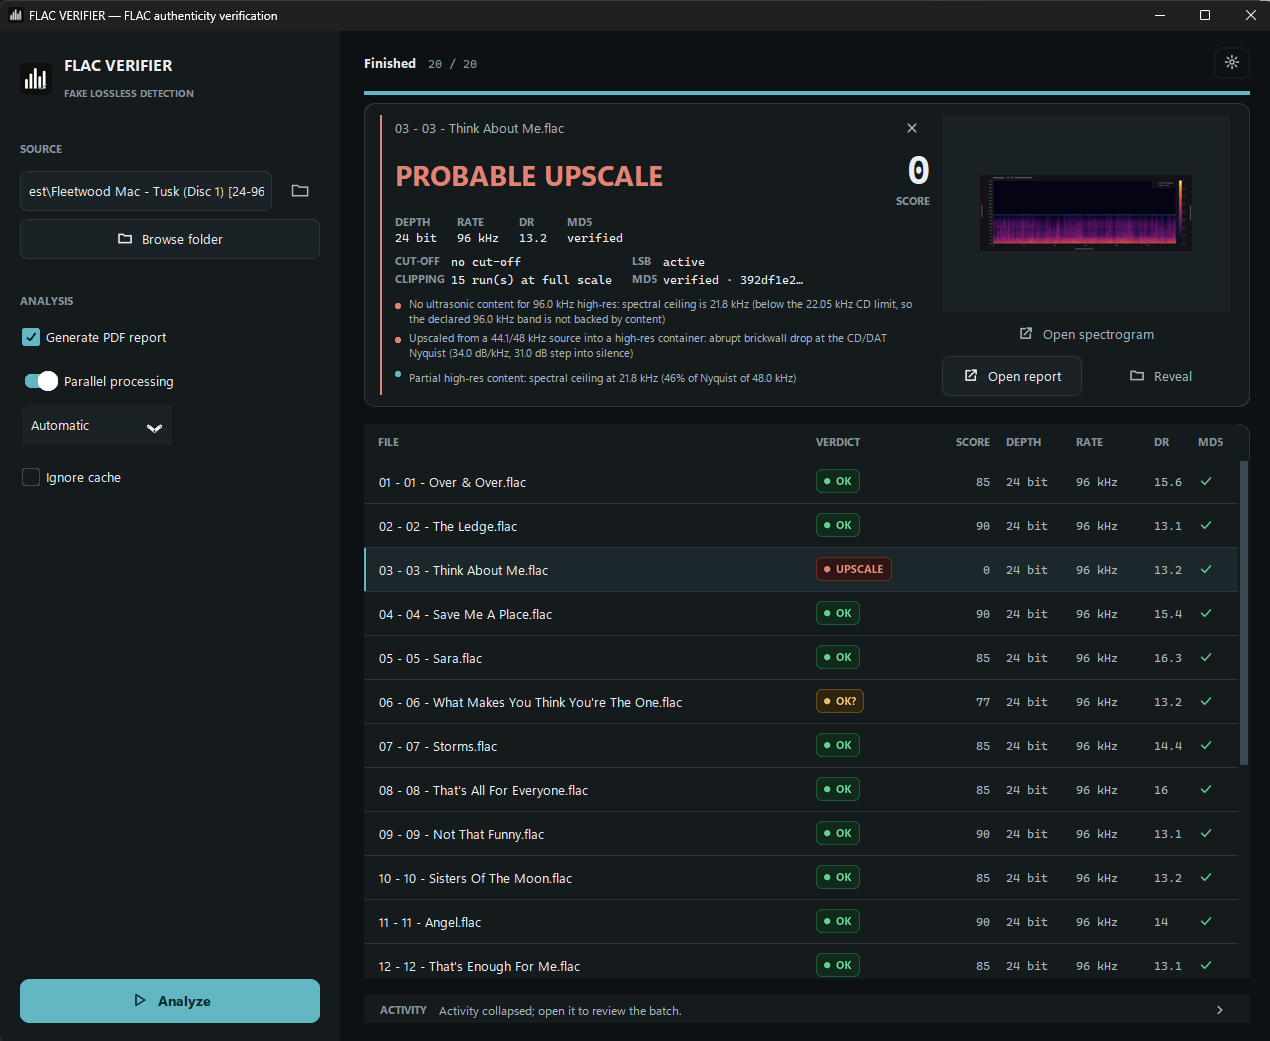 FLAC VERIFIER — FLAC authenticity verification
FLAC VERIFIER
FAKE LOSSLESS DETECTION
SOURCE
est\Fleetwood Mac - Tusk (Disc 1) [24-96
Browse folder
ANALYSIS
Generate PDF report
Parallel processing
Automatic
Ignore cache
Analyze
Finished 20 / 20
03 - 03 - Think About Me.flac
PROBABLE UPSCALE
0
SCORE
DEPTH RATE DR MD5
24 bit 96 kHz 13.2 verified
CUT-OFF no cut-off LSB active
CLIPPING 15 run(s) at full scale MD5 verified · 392df1e2…
No ultrasonic content for 96.0 kHz high-res: spectral ceiling is 21.8 kHz (below the 22.05 kHz CD limit, so
the declared 96.0 kHz band is not backed by content)
Upscaled from a 44.1/48 kHz source into a high-res container: abrupt brickwall drop at the CD/DAT
Nyquist (34.0 dB/kHz, 31.0 dB step into silence)
Partial high-res content: spectral ceiling at 21.8 kHz (46% of Nyquist of 48.0 kHz)
Open spectrogram
Open report Reveal
FILE VERDICT SCORE DEPTH RATE DR MD5
01 - 01 - Over & Over.flac OK 85 24 bit 96 kHz 15.6
02 - 02 - The Ledge.flac OK 90 24 bit 96 kHz 13.1
03 - 03 - Think About Me.flac UPSCALE 0 24 bit 96 kHz 13.2
04 - 04 - Save Me A Place.flac OK 90 24 bit 96 kHz 15.4
05 - 05 - Sara.flac OK 85 24 bit 96 kHz 16.3
06 - 06 - What Makes You Think You're The One.flac OK? 77 24 bit 96 kHz 13.2
07 - 07 - Storms.flac OK 85 24 bit 96 kHz 14.4
08 - 08 - That's All For Everyone.flac OK 85 24 bit 96 kHz 16
09 - 09 - Not That Funny.flac OK 90 24 bit 96 kHz 13.1
10 - 10 - Sisters Of The Moon.flac OK 85 24 bit 96 kHz 13.2
11 - 11 - Angel.flac OK 90 24 bit 96 kHz 14
12 - 12 - That's Enough For Me.flac OK 85 24 bit 96 kHz 13.1
ACTIVITY Activity collapsed; open it to review the batch.